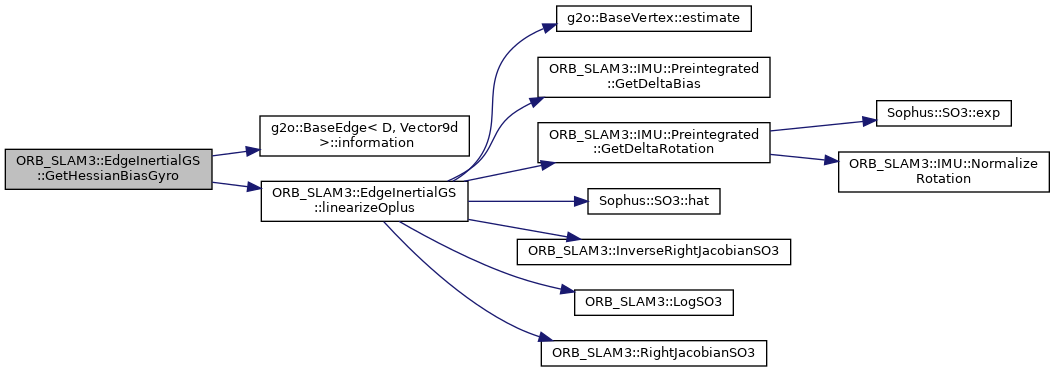 ORB_SLAM3::EdgeInertialGS
::GetHessianBiasGyro
g2o::BaseEdge< D, Vector9d
>::information
ORB_SLAM3::EdgeInertialGS
::linearizeOplus
g2o::BaseVertex::estimate
ORB_SLAM3::IMU::Preintegrated
::GetDeltaBias
ORB_SLAM3::IMU::Preintegrated
::GetDeltaRotation
Sophus::SO3::exp
ORB_SLAM3::IMU::Normalize
Rotation
Sophus::SO3::hat
ORB_SLAM3::InverseRightJacobianSO3
ORB_SLAM3::LogSO3
ORB_SLAM3::RightJacobianSO3